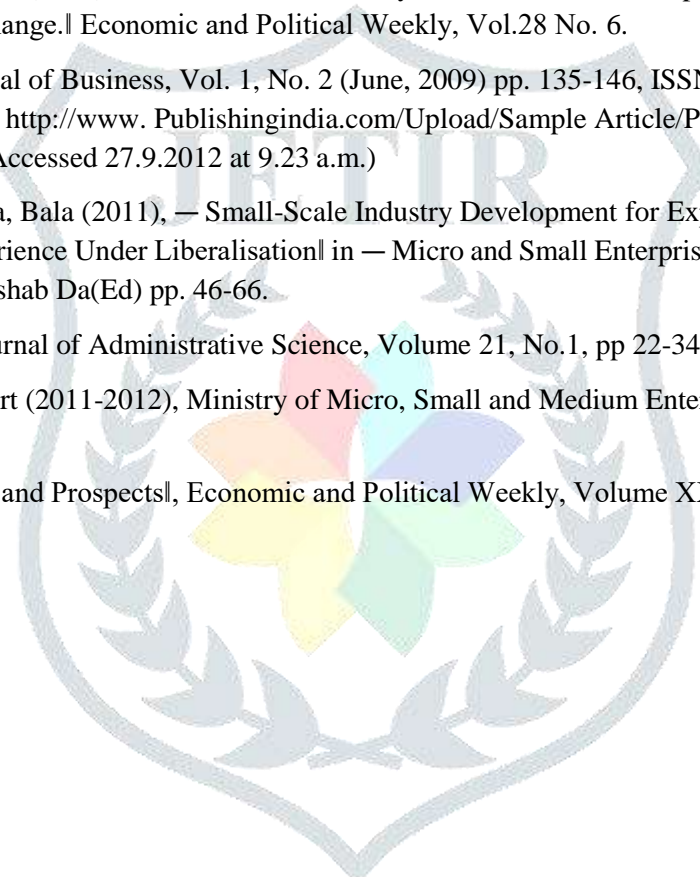 ange.‖ Economic and Political Weekly, Vol.28 No. 6.
al of Business, Vol. 1, No. 2 (June, 2009) pp. 135-146, ISSN
http://www. Publishingindia.com/Upload/Sample Article/P
Accessed 27.9.2012 at 9.23 a.m.)
JETIR
a, Bala (2011), ― Small-Scale Industry Development for Ex
rience Under Liberalisation‖ in ― Micro and Small Enterpris
shab Da(Ed) pp. 46-66.
urnal of Administrative Science, Volume 21, No.1, pp 22-34
rt (2011-2012), Ministry of Micro, Small and Medium Enter
and Prospects‖, Economic and Political Weekly, Volume X